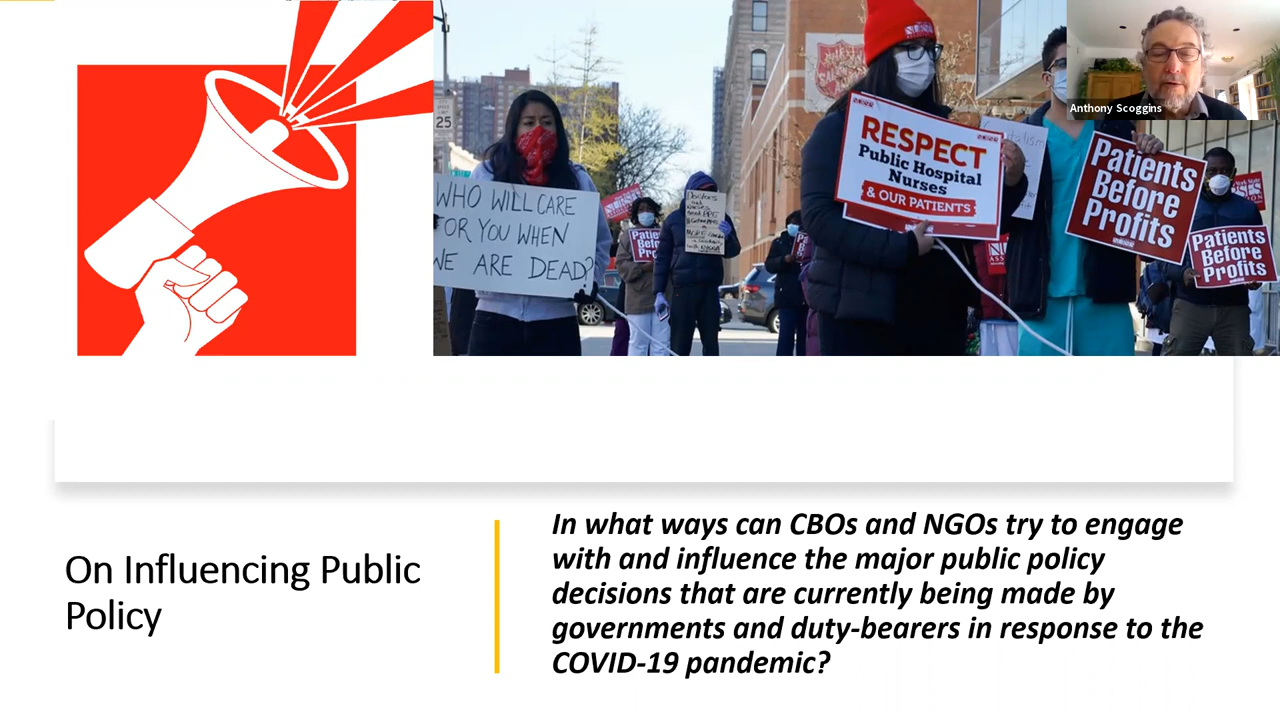 25
WHO WILL CARE
FOR YOU WHEN
WE ARE DEAD?
RESPECT
Public Hospital
Nurses
& OUR PATIENTS
Patients
Before
Profits
Patients
Before
Profits
Anthony Scoggins
On Influencing Public
Policy
In what ways can CBOs and NGOs try to engage
with and influence the major public policy
decisions that are currently being made by
governments and duty-bearers in response to the
COVID-19 pandemic?